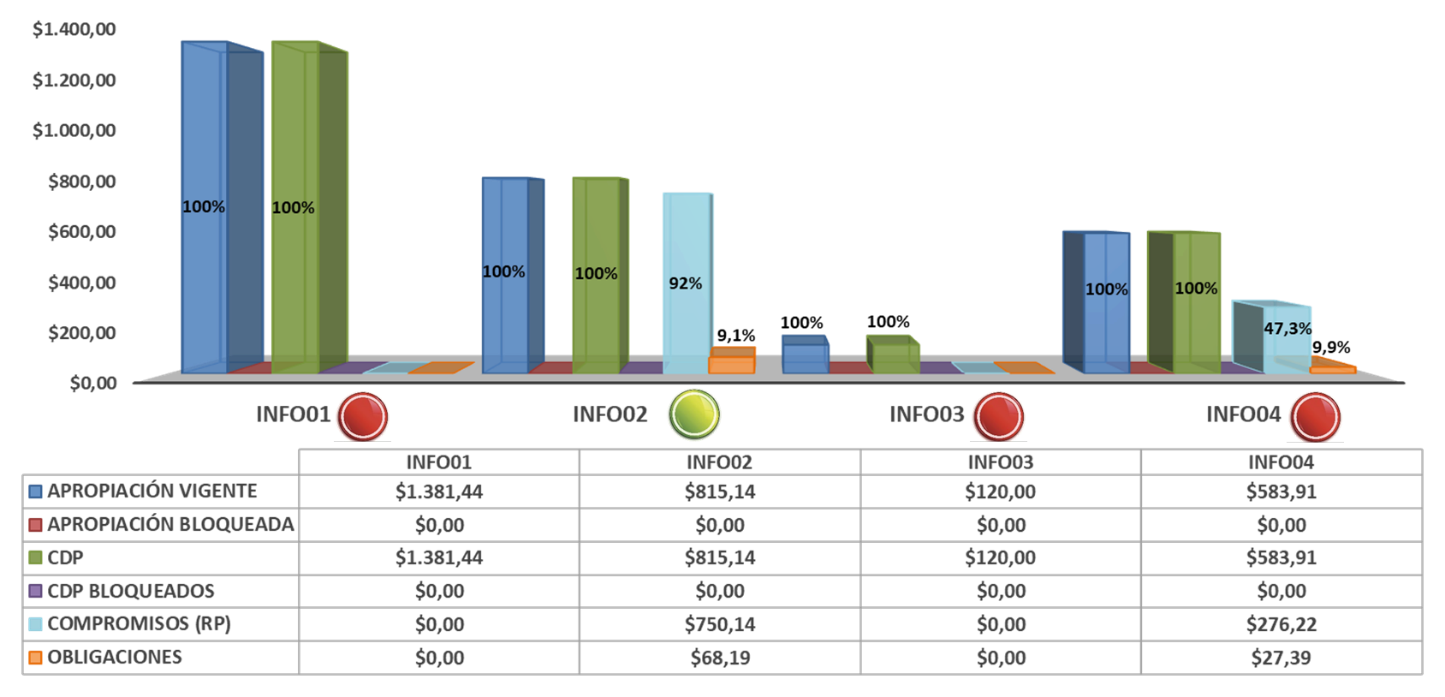 $1.400,00
$1.200,00
$1.000,00
$800,00
$600,00
$400,00
$200,00
$0,00
100% 100%
100% 100% 92% 9,1%
100% 100%
100% 100% 47,3% 9,9%
INFO01 INFO02 INFO03 INFO04
INFO01 INFO02 INFO03 INFO04
APROPIACIÓN VIGENTE $1.381,44 $815,14 $120,00 $583,91
APROPIACIÓN BLOQUEADA $0,00 $0,00 $0,00 $0,00
CDP $1.381,44 $815,14 $120,00 $583,91
CDP BLOQUEADOS $0,00 $0,00 $0,00 $0,00
COMPROMISOS (RP) $0,00 $750,14 $0,00 $276,22
OBLIGACIONES $0,00 $68,19 $0,00 $27,39